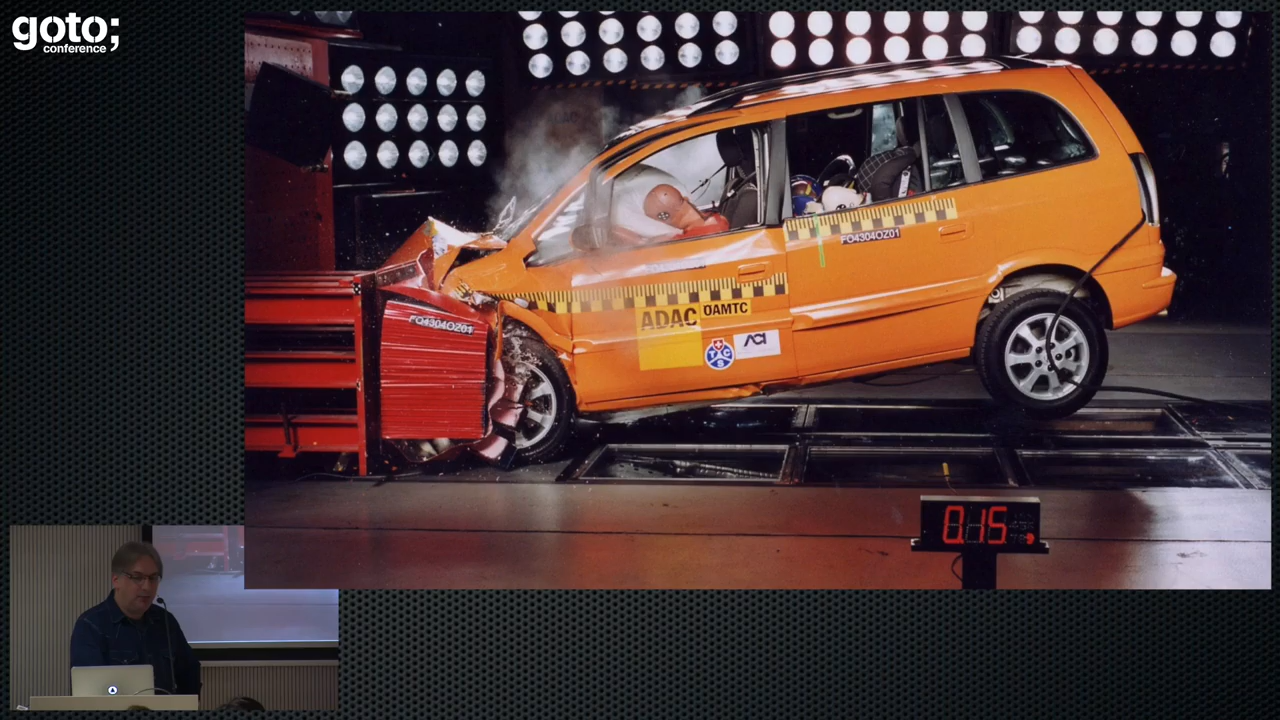 goto;
conference
FO4304OZ01
FO4304OZ01
ADAC
ÖAMTC
TCS
ACI
0.15